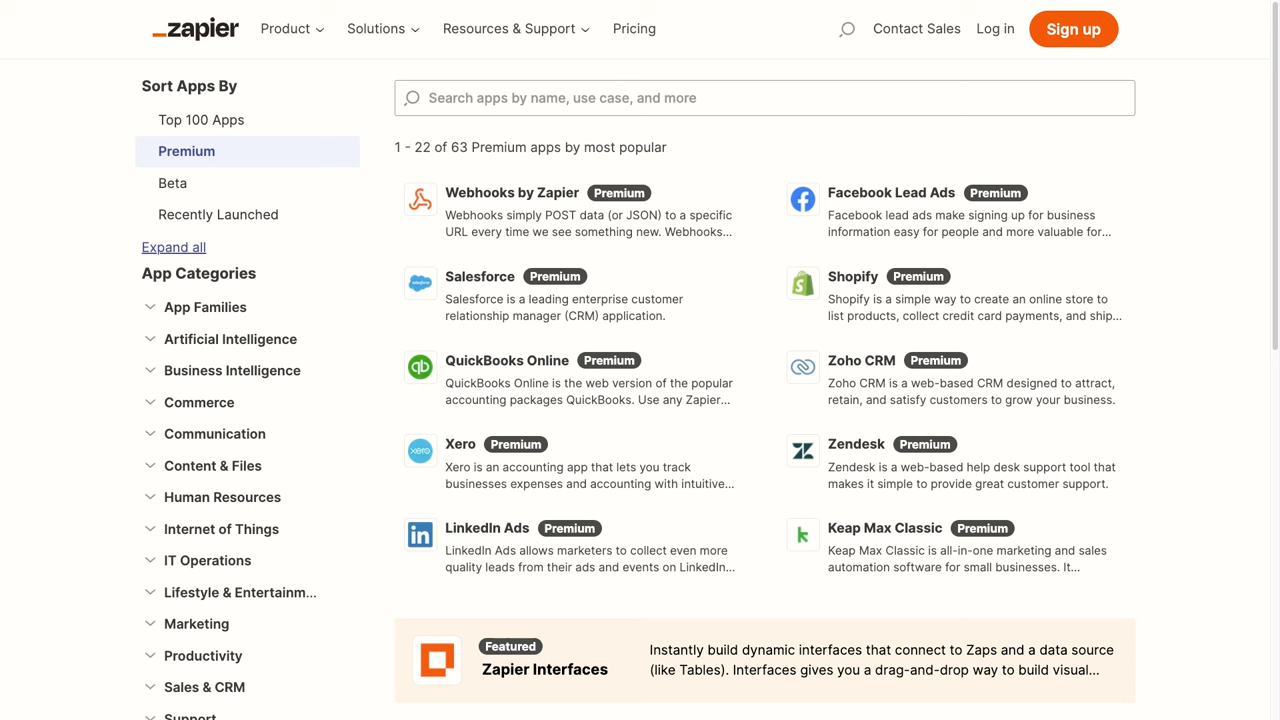 zapier
Product
Solutions
Resources & Support
Pricing
Contact Sales
Log in
Sign up
Sort Apps By
Top 100 Apps
Premium
Beta
Recently Launched
Expand all
App Categories
App Families
Artificial Intelligence
Business Intelligence
Commerce
Communication
Content & Files
Human Resources
Internet of Things
IT Operations
Lifestyle & Entertainm...
Marketing
Productivity
Sales & CRM
Support
Search apps by name, use case, and more
1 - 22 of 63 Premium apps by most popular
Webhooks by Zapier Premium
Webhooks simply POST data (or JSON) to a specific
URL every time we see something new. Webhooks...
Facebook Lead Ads Premium
Facebook lead ads make signing up for business
information easy for people and more valuable for...
salesforce
Salesforce Premium
Salesforce is a leading enterprise customer
relationship manager (CRM) application.
Shopify Premium
Shopify is a simple way to create an online store to
list products, collect credit card payments, and ship...
qb
QuickBooks Online Premium
QuickBooks Online is the web version of the popular
accounting packages QuickBooks. Use any Zapier...
Zoho CRM Premium
Zoho CRM is a web-based CRM designed to attract,
retain, and satisfy customers to grow your business.
xero
Xero Premium
Xero is an accounting app that lets you track
businesses expenses and accounting with intuitive...
Zendesk Premium
Zendesk is a web-based help desk support tool that
makes it simple to provide great customer support.
in
LinkedIn Ads Premium
LinkedIn Ads allows marketers to collect even more
quality leads from their ads and events on LinkedIn...
k
Keap Max Classic Premium
Keap Max Classic is all-in-one marketing and sales
automation software for small businesses. It...
Featured
Zapier Interfaces
Instantly build dynamic interfaces that connect to Zaps and a data source
(like Tables). Interfaces gives you a drag-and-drop way to build visual...